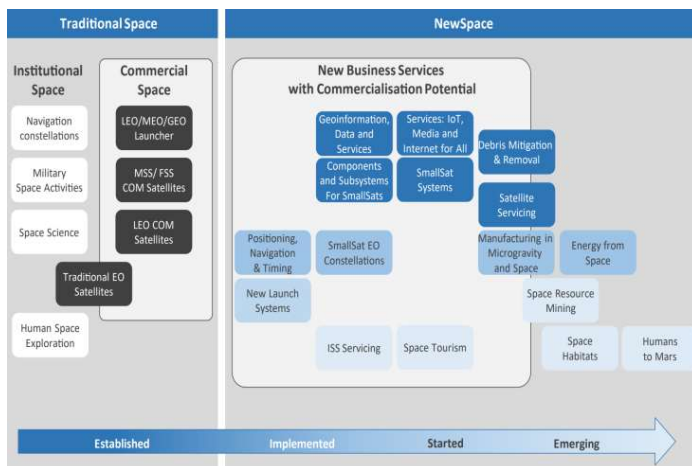 Traditional Space
NewSpace
Institutional
Space
Commercial
Space
New Business Services
with Commercialisation Potential
Navigation
constellations
LEO/MEO/GEO
Launcher
Geoinformation,
Data and
Services
Services: IoT,
Media and
Internet for All
Debris Mitigation
& Removal
Military
Space Activities
MSS/ FSS
COM Satellites
Components
and Subsystems
For SmallSats
SmallSat
Systems
Satellite
Servicing
Space Science
LEO COM
Satellites
Positioning,
Navigation
& Timing
SmallSat EO
Constellations
Manufacturing in
Microgravity
and Space
Energy from
Space
Traditional EO
Satellites
New Launch
Systems
Space Resource
Mining
Human Space
Exploration
ISS Servicing
Space Tourism
Space
Habitats
Humans
to Mars
Established
Implemented
Started
Emerging